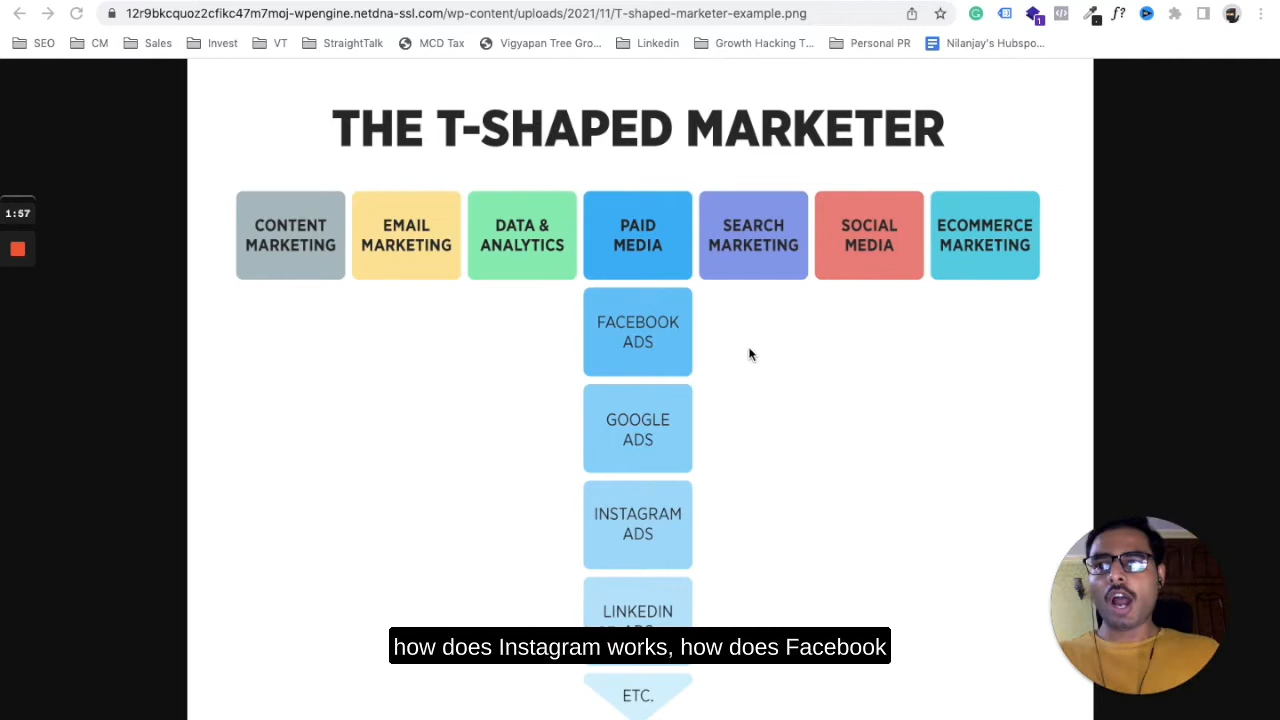 12r9bkcquoz2cfikc47m7moj-wpengine.netdna-ssl.com/wp-content/uploads/2021/11/T-shaped-marketer-example.png
f?
1
SEO CM Sales Invest VT StraightTalk MCD Tax Vigyapan Tree Gro... Linkedin Growth Hacking T... Personal PR Nilanjay's Hubspo...
THE T-SHAPED MARKETER
1:57
CONTENT
MARKETING
EMAIL
MARKETING
DATA &
ANALYTICS
PAID
MEDIA
SEARCH
MARKETING
SOCIAL
MEDIA
ECOMMERCE
MARKETING
FACEBOOK
ADS
GOOGLE
ADS
INSTAGRAM
ADS
LINKEDIN
how does Instagram works, how does Facebook
ETC.